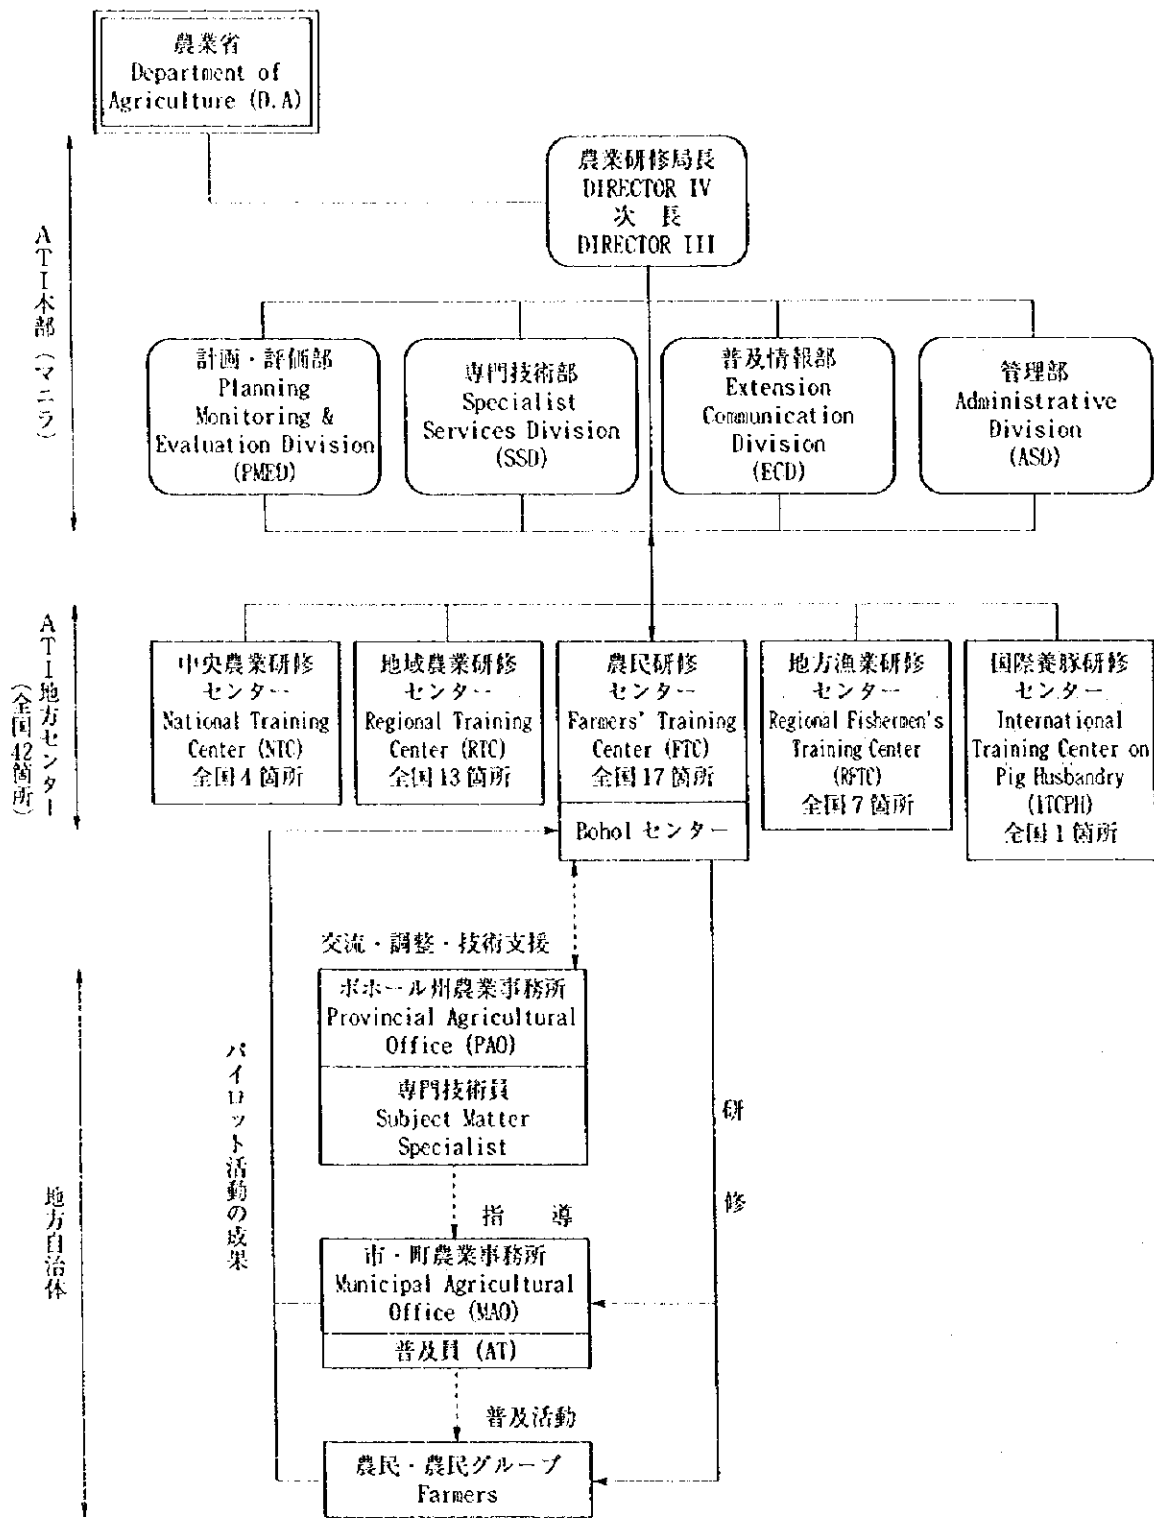 農業省
Department of
Agriculture (D.A)
農業研修局長
DIRECTOR IV
次 長
DIRECTOR III
ATI本部(マニラ)
計画・評価部
Planning
Monitoring &
Evaluation Division
(PMED)
専門技術部
Specialist
Services Division
(SSD)
普及情報部
Extension
Communication
Division
(ECD)
管理部
Administrative
Division
(ASD)
ATI地方センター
(全国42箇所)
中央農業研修
センター
National Training
Center (NTC)
全国4箇所
地域農業研修
センター
Regional Training
Center (RTC)
全国13箇所
農民研修
センター
Farmers' Training
Center (FTC)
全国17箇所
Bohol センター
地方漁業研修
センター
Regional Fishermen's
Training Center
(RFTC)
全国7箇所
国際養豚研修
センター
International
Training Center on
Pig Husbandry
(ITCPH)
全国1箇所
交流・調整・技術支援
ボホール州農業事務所
Provincial Agricultural
Office (PAO)
専門技術員
Subject Matter
Specialist
パイロット活動の成果
研修
地方自治体
指 導
市・町農業事務所
Municipal Agricultural
Office (MAO)
普及員 (AT)
普及活動
農民・農民グループ
Farmers